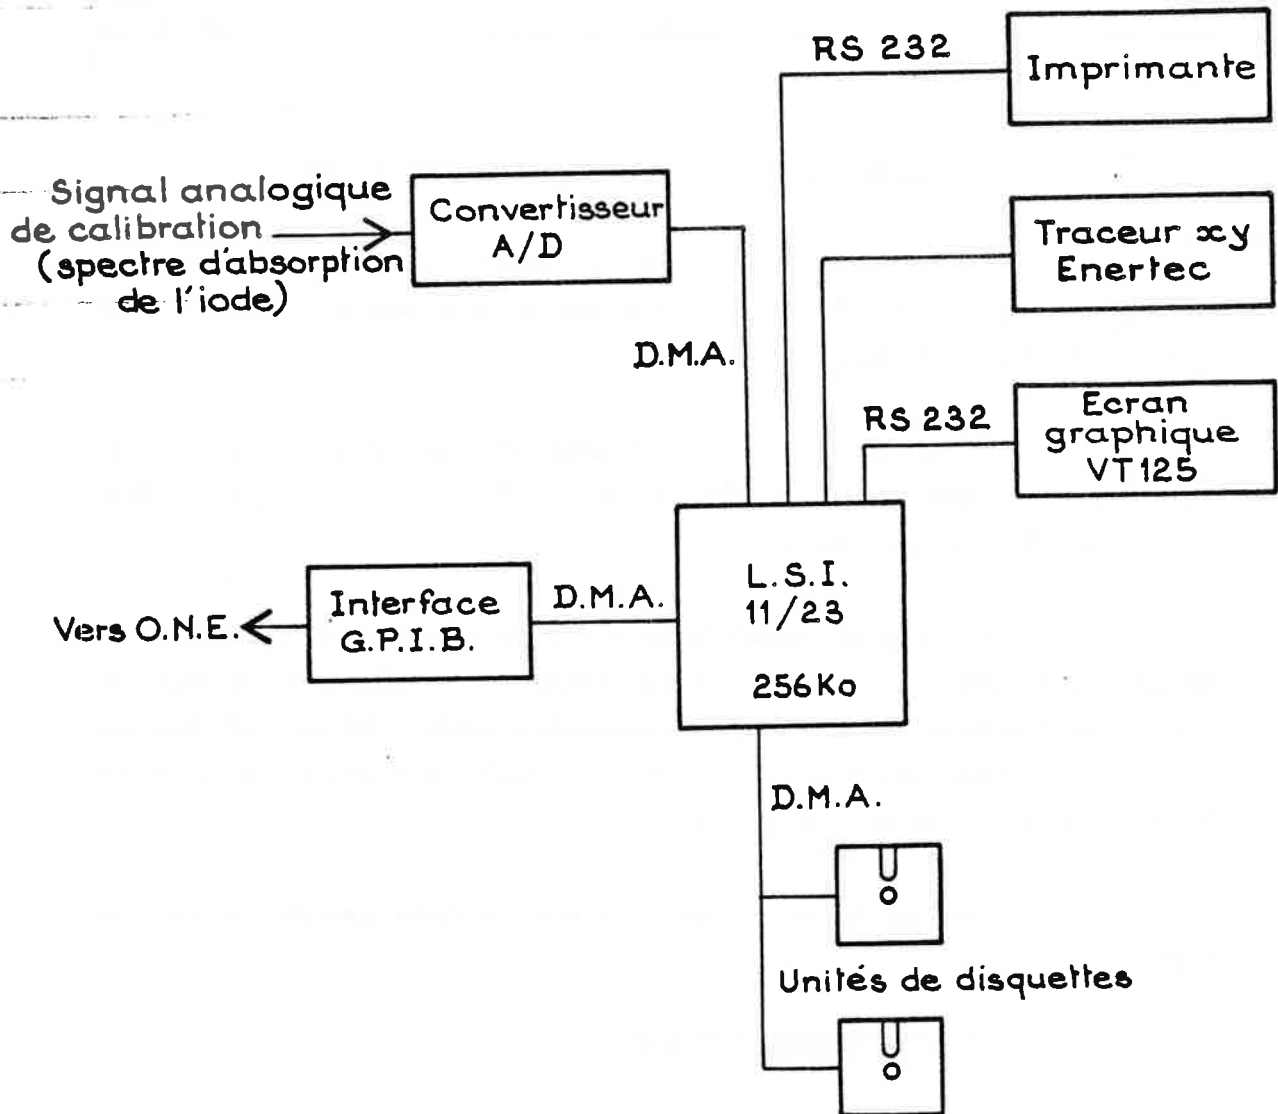 RS 232
Imprimante
Signal analogique
de calibration
(spectre d'absorption
de l'iode)
Convertisseur
A/D
Traceur xy
Enertec
D.M.A.
RS 232
Ecran
graphique
VT125
L.S.I.
11/23
256Ko
Interface
G.P.I.B.
D.M.A.
Vers O.N.E.
D.M.A.
Unités de disquettes